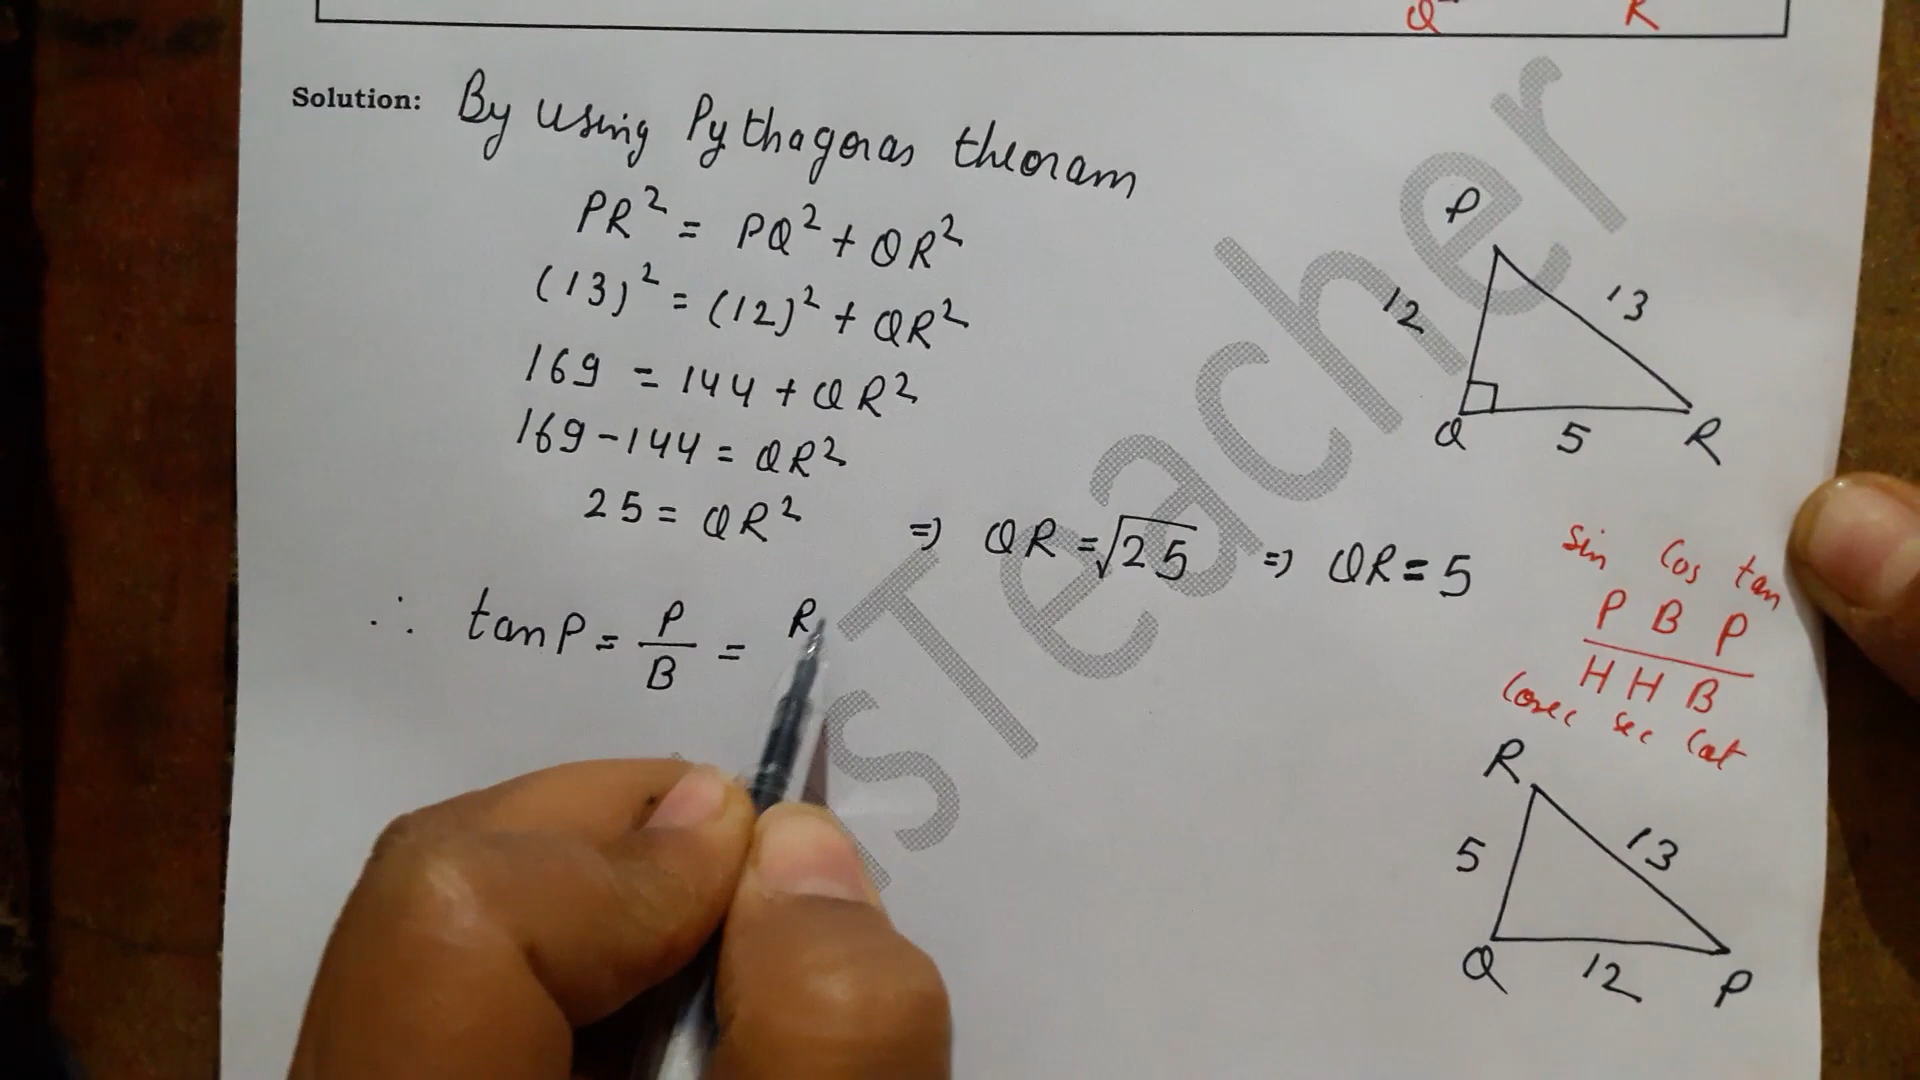 Q R
Solution: By using Pythagoras theoram
PR² = PQ² + QR²
(13)² = (12)² + QR²
169 = 144 + QR²
169 - 144 = QR²
25 = QR² ⇒ QR = √25 ⇒ QR = 5
∴ tanP = P/B = R
P
12 13
Q 5 R
sin Cos tan
P B P
H H B
Cosec sec Cot
R
5 13
Q 12 P
sTeacher